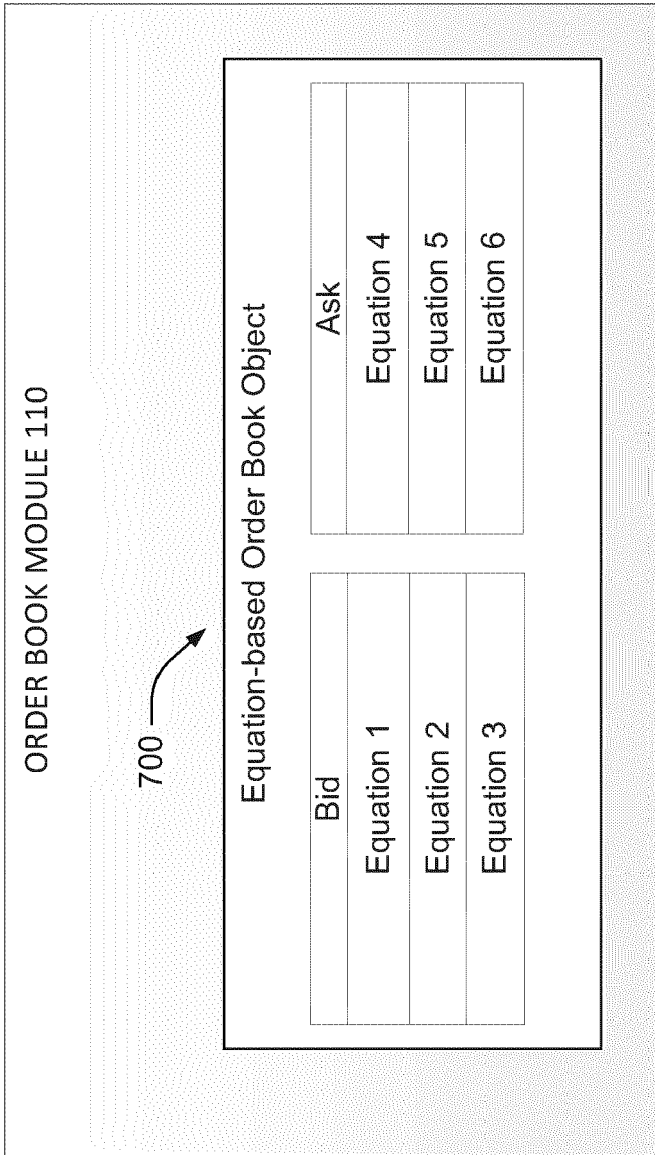 ORDER BOOK MODULE 110
700
Equation-based Order Book Object
Bid
Equation 1
Equation 2
Equation 3
Ask
Equation 4
Equation 5
Equation 6